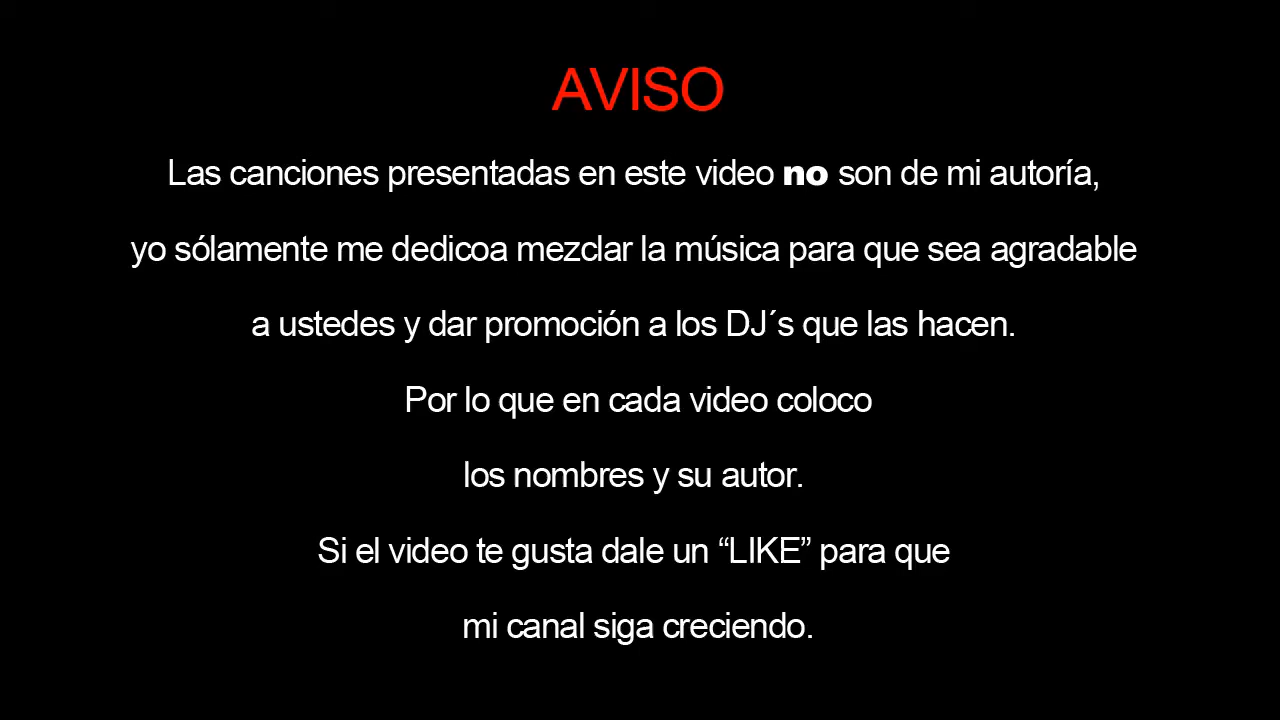 AVISO
Las canciones presentadas en este video no son de mi autoría,
yo sólamente me dedicoa mezclar la música para que sea agradable
a ustedes y dar promoción a los DJ´s que las hacen.
Por lo que en cada video coloco
los nombres y su autor.
Si el video te gusta dale un “LIKE” para que
mi canal siga creciendo.